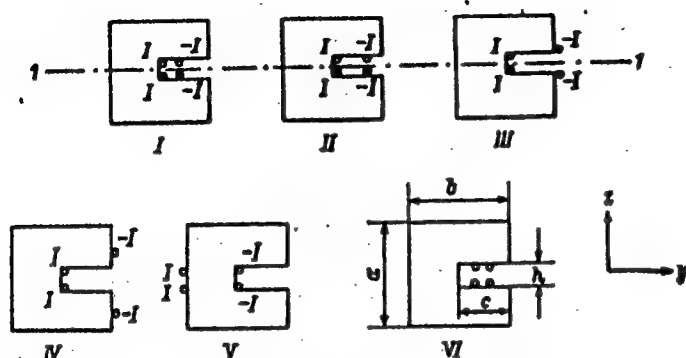 I -I I -I I -I
1 1
I -I I -I I -I
I II III
b
z
I -I -I
I a h y
I -I I -I c
IV V VI